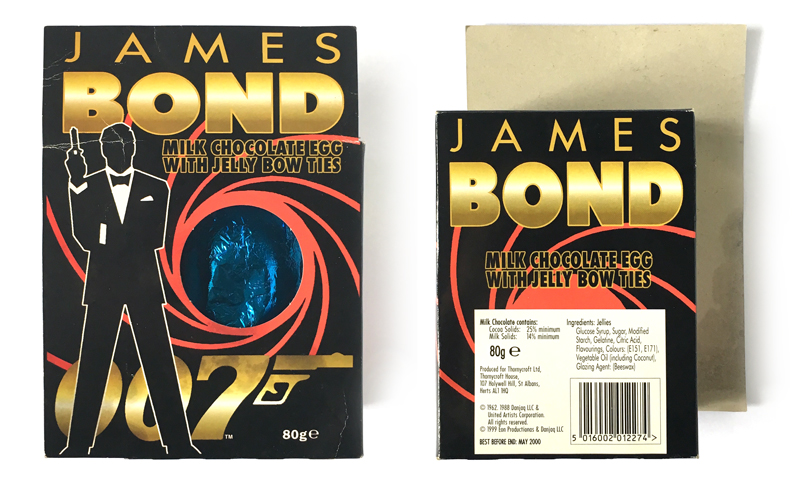 JAMES
BOND
MILK CHOCOLATE EGG
WITH JELLY BOW TIES
007
TM
80g℮
JAMES
BOND
MILK CHOCOLATE EGG
WITH JELLY BOW TIES
Milk Chocolate contains:
Cocoa Solids: 25% minimum
Milk Solids: 14% minimum
80g ℮
Produced for Thornycroft Ltd,
Thornycroft House,
107 Holywell Hill, St Albans,
Herts AL1 1HQ
© 1962, 1988 Danjaq LLC &
United Artists Corporation.
All rights reserved.
© 1999 Eon Productions & Danjaq LLC
BEST BEFORE END: MAY 2000
Ingredients: Jellies
Glucose Syrup, Sugar, Modified
Starch, Gelatine, Citric Acid,
Flavourings, Colours: (E151, E171),
Vegetable Oil (including Coconut),
Glazing Agent: (Beeswax)
5 016002 012274 >